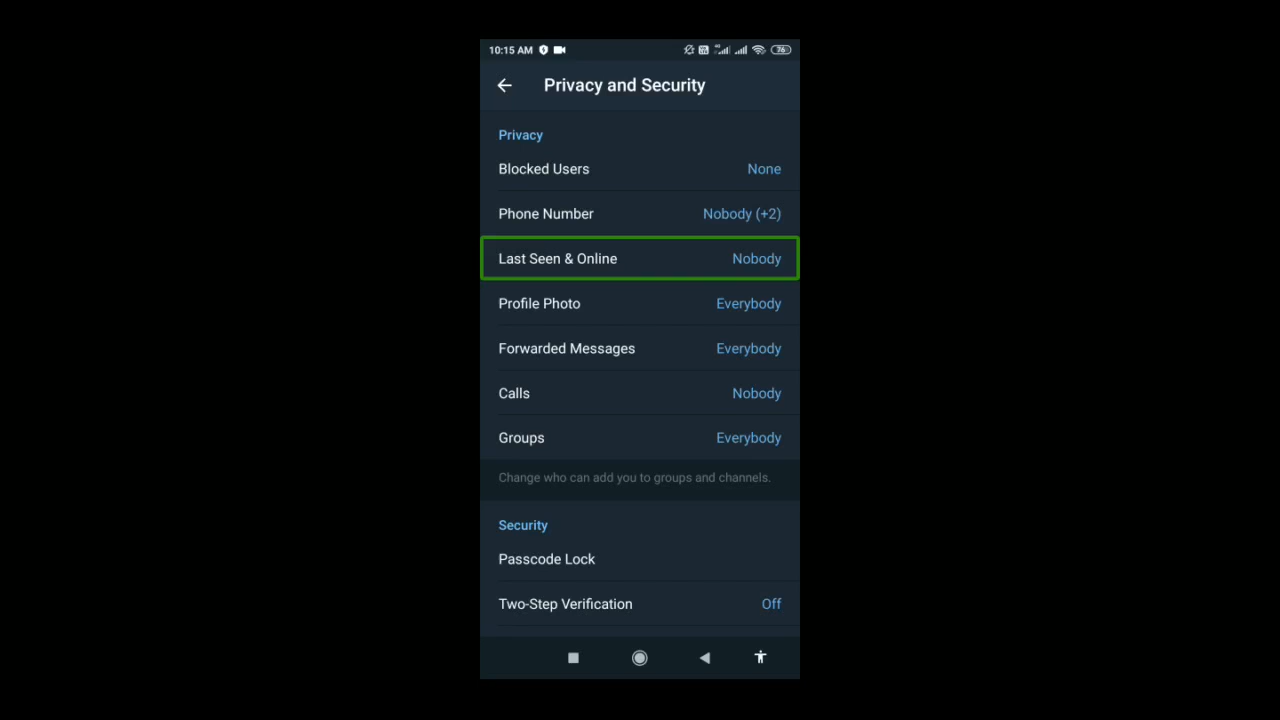 10:15 AM 76
Privacy and Security
Privacy
Blocked Users None
Phone Number Nobody (+2)
Last Seen & Online Nobody
Profile Photo Everybody
Forwarded Messages Everybody
Calls Nobody
Groups Everybody
Change who can add you to groups and channels.
Security
Passcode Lock
Two-Step Verification Off